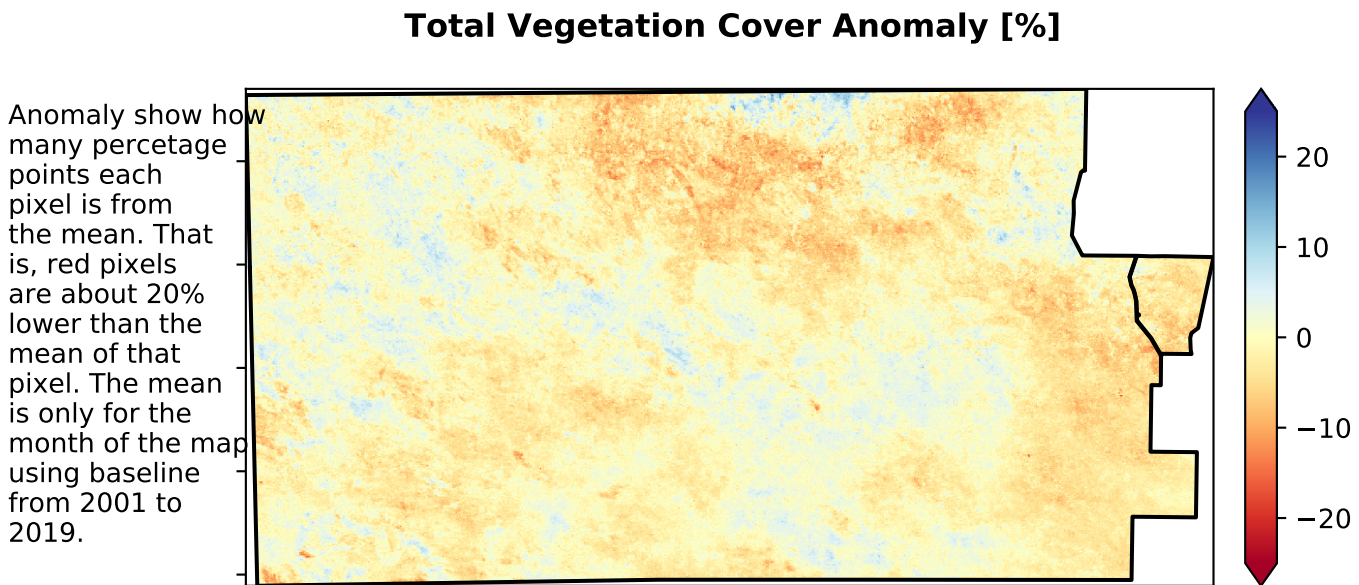 Total Vegetation Cover Anomaly [%]
Anomaly show how
many percetage
points each
pixel is from
the mean. That
is, red pixels
are about 20%
lower than the
mean of that
pixel. The mean
is only for the
month of the map
using baseline
from 2001 to
2019.
20
10
0
−10
−20